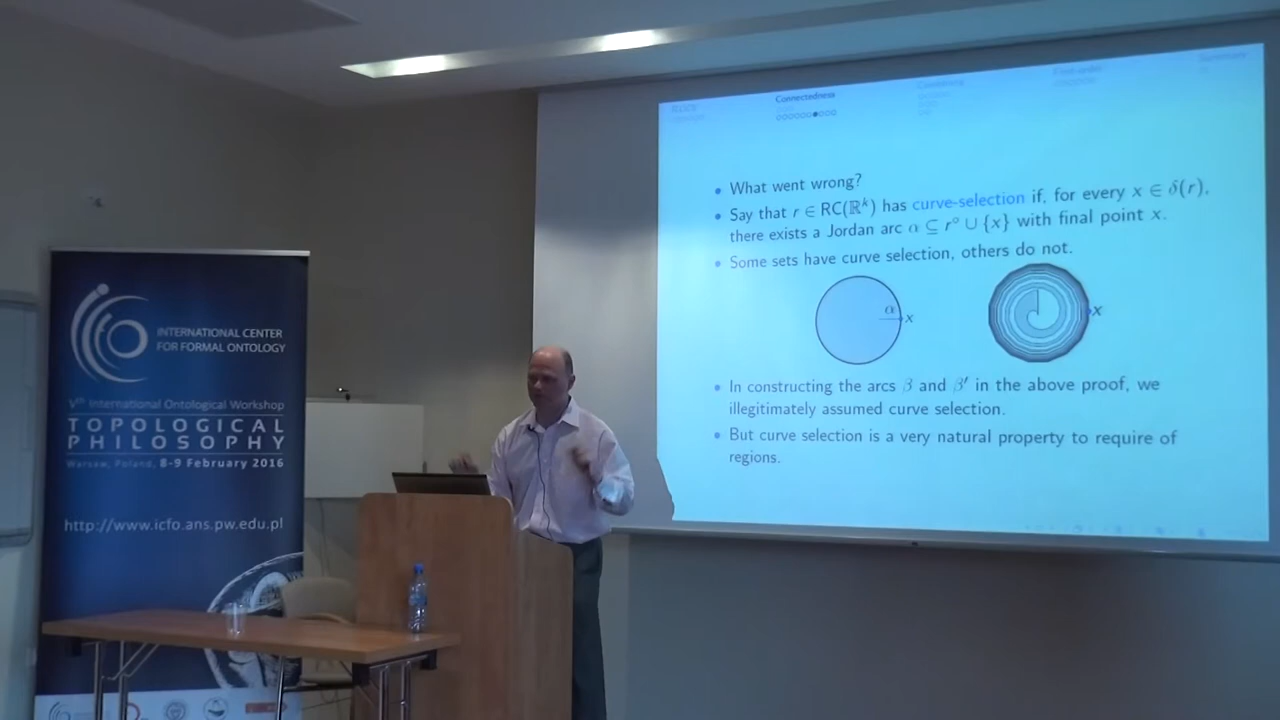 INTERNATIONAL CENTER
FOR FORMAL ONTOLOGY
Vth International Ontological Workshop
TOPOLOGICAL
PHILOSOPHY
Warsaw, Poland, 8-9 February 2016
http://www.icfo.ans.pw.edu.pl
Connectedness
• What went wrong?
• Say that r ∈ RC(ℝᵏ) has curve-selection if, for every x ∈ δ(r),
there exists a Jordan arc α ⊆ r° ∪ {x} with final point x.
• Some sets have curve selection, others do not.
α
x
x
• In constructing the arcs β and β′ in the above proof, we
illegitimately assumed curve selection.
• But curve selection is a very natural property to require of
regions.